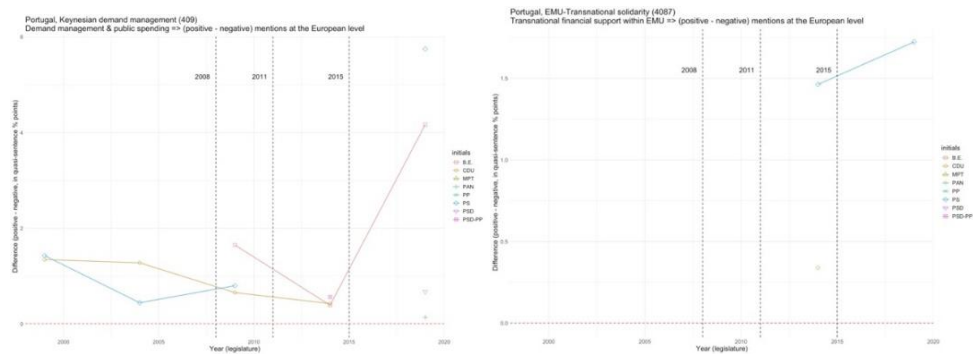 Portugal, Keynesian demand management (409)
Demand management & public spending => (positive - negative) mentions at the European level
Difference (positive - negative, in quasi-sentence % points)
6
4
2
0
2008
2011
2015
2000
2005
2010
2015
2020
Year (legislature)
initials
B.E.
CDU
MPT
PAN
PP
PS
PSD
PSD-PP
Portugal, EMU-Transnational solidarity (4087)
Transnational financial support within EMU => (positive - negative) mentions at the European level
Difference (positive - negative, in quasi-sentence % points)
1.5
1.0
0.5
0.0
2008
2011
2015
2000
2005
2010
2015
2020
Year (legislature)
initials
B.E.
CDU
MPT
PAN
PP
PS
PSD
PSD-PP